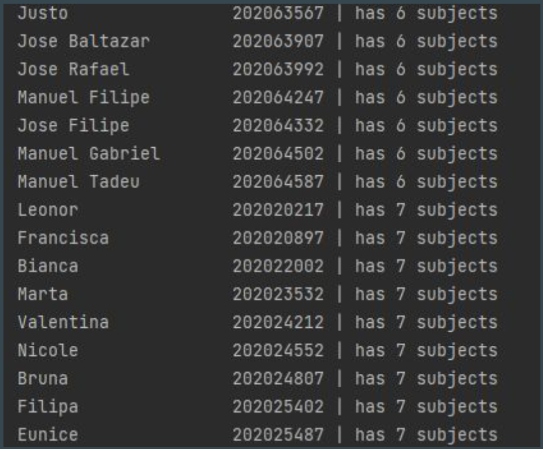 Justo 202063567 | has 6 subjects
Jose Baltazar 202063907 | has 6 subjects
Jose Rafael 202063992 | has 6 subjects
Manuel Filipe 202064247 | has 6 subjects
Jose Filipe 202064332 | has 6 subjects
Manuel Gabriel 202064502 | has 6 subjects
Manuel Tadeu 202064587 | has 6 subjects
Leonor 202020217 | has 7 subjects
Francisca 202020897 | has 7 subjects
Bianca 202022002 | has 7 subjects
Marta 202023532 | has 7 subjects
Valentina 202024212 | has 7 subjects
Nicole 202024552 | has 7 subjects
Bruna 202024807 | has 7 subjects
Filipa 202025402 | has 7 subjects
Eunice 202025487 | has 7 subjects